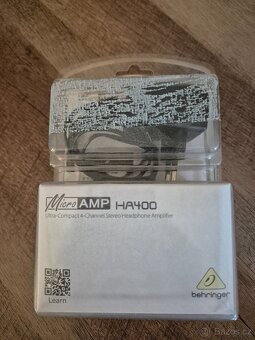 MICRO AMP HA400
Ultra-Compact 4-Channel Stereo Headphone Amplifier
Learn
behringer